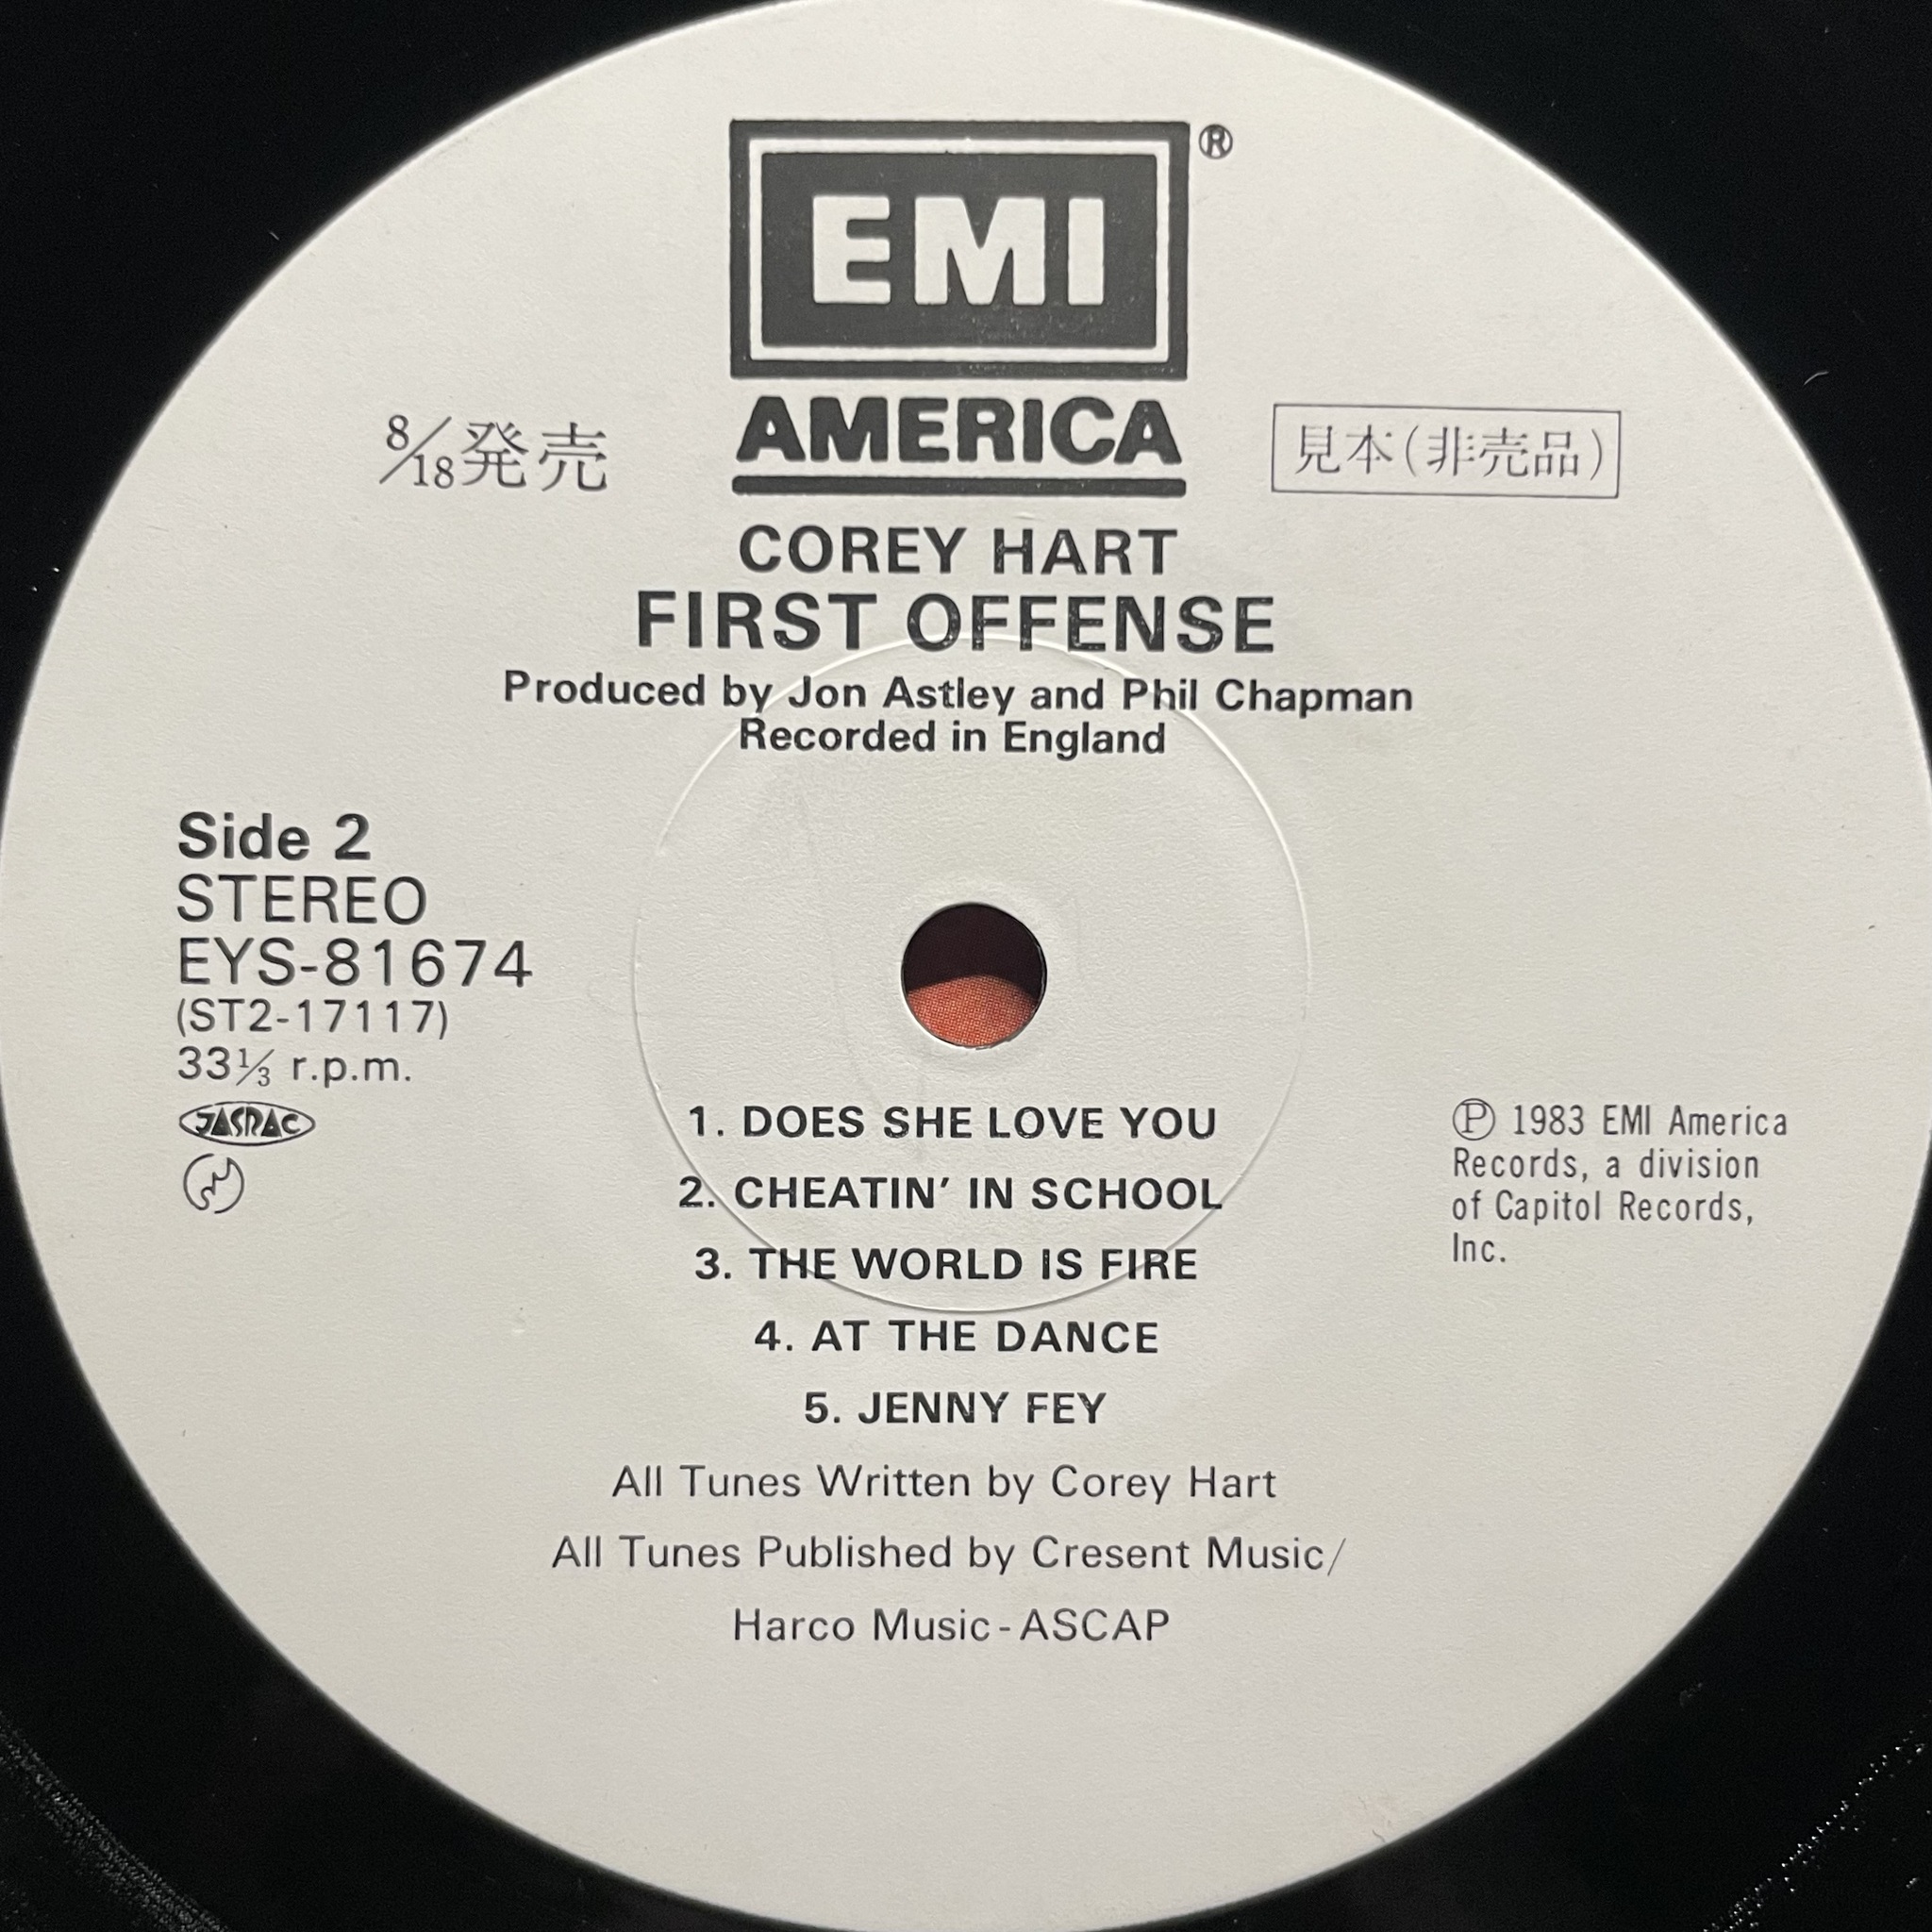 EMI®
AMERICA
8/18発売
見本(非売品)
COREY HART
FIRST OFFENSE
Produced by Jon Astley and Phil Chapman
Recorded in England
Side 2
STEREO
EYS-81674
(ST2-17117)
33⅓ r.p.m.
JASRAC
1. DOES SHE LOVE YOU
2. CHEATIN' IN SCHOOL
3. THE WORLD IS FIRE
4. AT THE DANCE
5. JENNY FEY
All Tunes Written by Corey Hart
All Tunes Published by Cresent Music/
Harco Music-ASCAP
Ⓟ 1983 EMI America
Records, a division
of Capitol Records,
Inc.